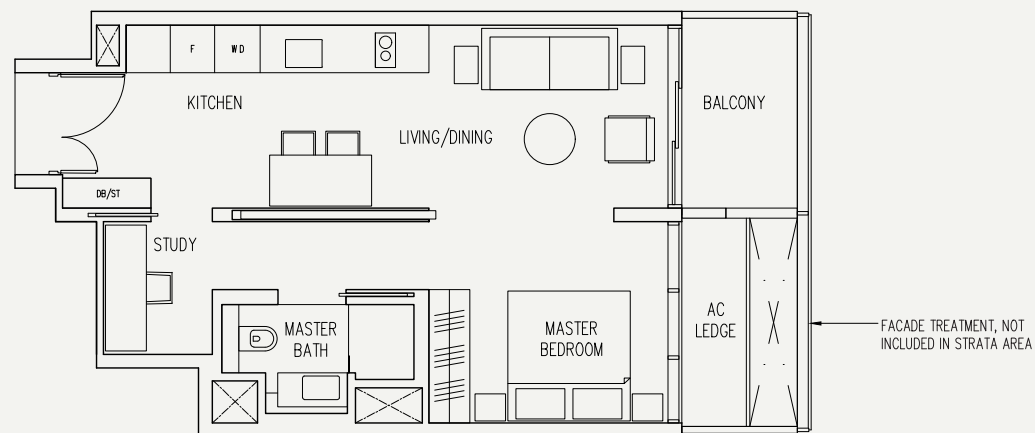 F
WD
KITCHEN
BALCONY
LIVING/DINING
DB/ST
STUDY
MASTER
BATH
MASTER
BEDROOM
AC
LEDGE
FACADE TREATMENT, NOT
INCLUDED IN STRATA AREA